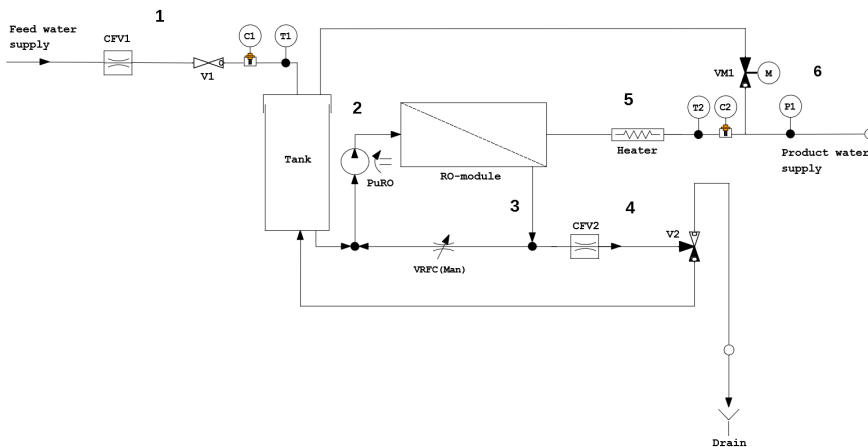 1
Feed water
supply
CFV1
C1
T1
V1
VM1
M
6
2
5
T2
C2
P1
Tank
PuRO
RO-module
Heater
Product water
supply
3
4
CFV2
V2
VRFC(Man)
Drain